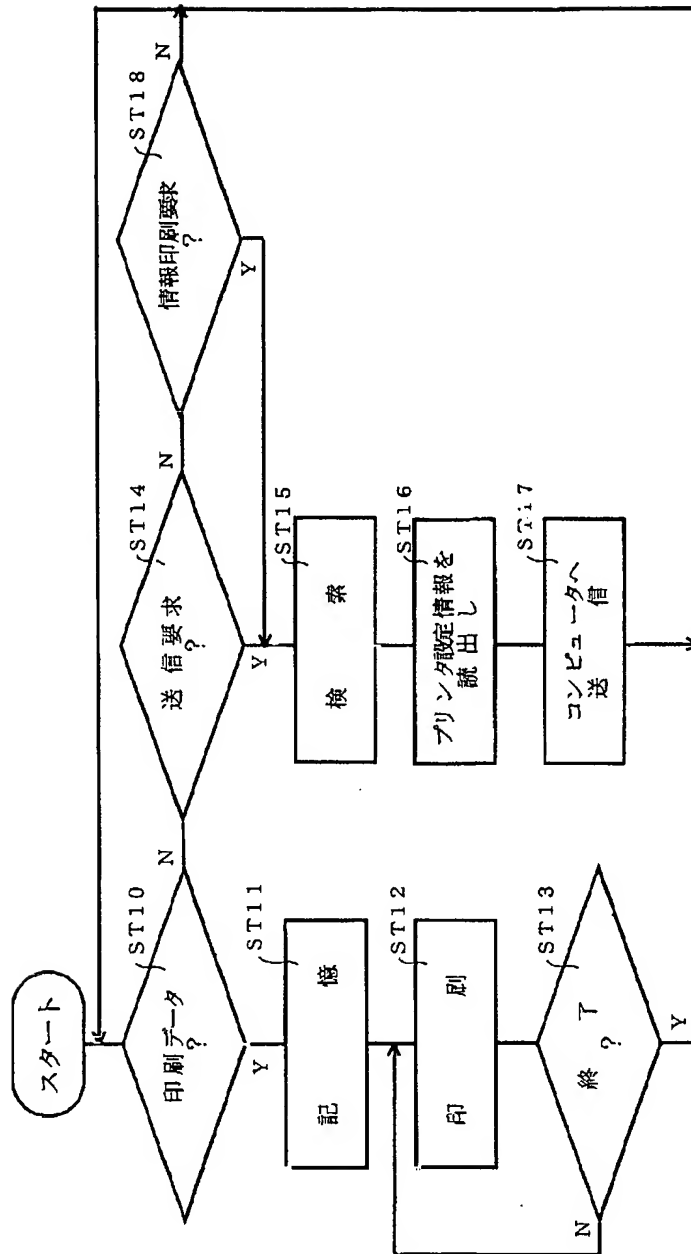 スタート
ST10
印刷データ
?
N
Y
ST11
記憶
ST12
印刷
ST13
終了
?
N
Y
ST14
送信要求
?
N
Y
ST15
検索
ST16
プリンタ設定情報を
読出し
ST17
コンピュータへ
送信
ST18
情報印刷要求
?
N
Y